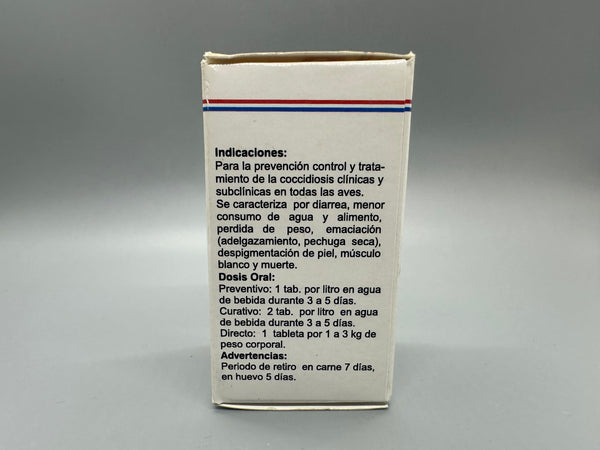 Indicaciones:
Para la prevención control y trata-
miento de la coccidiosis clínicas y
subclínicas en todas las aves.
Se caracteriza por diarrea, menor
consumo de agua y alimento,
perdida de peso, emaciación
(adelgazamiento, pechuga seca),
despigmentación de piel, músculo
blanco y muerte.
Dosis Oral:
Preventivo: 1 tab. por litro en agua
de bebida durante 3 a 5 días.
Curativo: 2 tab. por litro en agua
de bebida durante 3 a 5 días.
Directo: 1 tableta por 1 a 3 kg de
peso corporal.
Advertencias:
Periodo de retiro en carne 7 días,
en huevo 5 días.